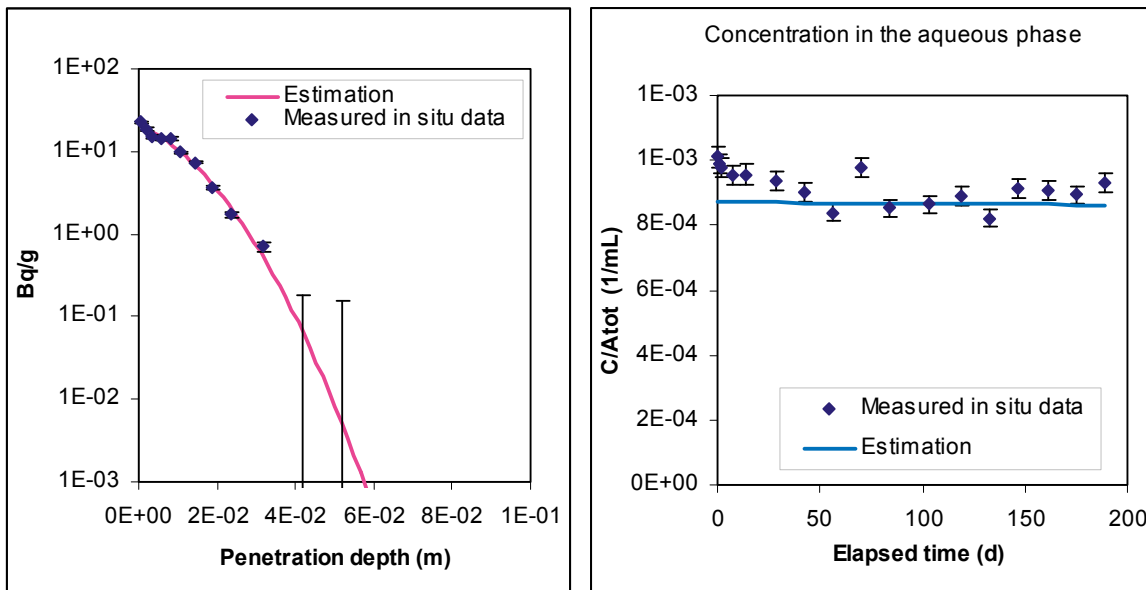 1E+02
1E+01
1E+00
1E-01
1E-02
1E-03
Bq/g
Estimation
Measured in situ data
0E+00 2E-02 4E-02 6E-02 8E-02 1E-01
Penetration depth (m)
Concentration in the aqueous phase
1E-03
1E-03
8E-04
6E-04
4E-04
2E-04
0E+00
C/Atot (1/mL)
Measured in situ data
Estimation
0 50 100 150 200
Elapsed time (d)